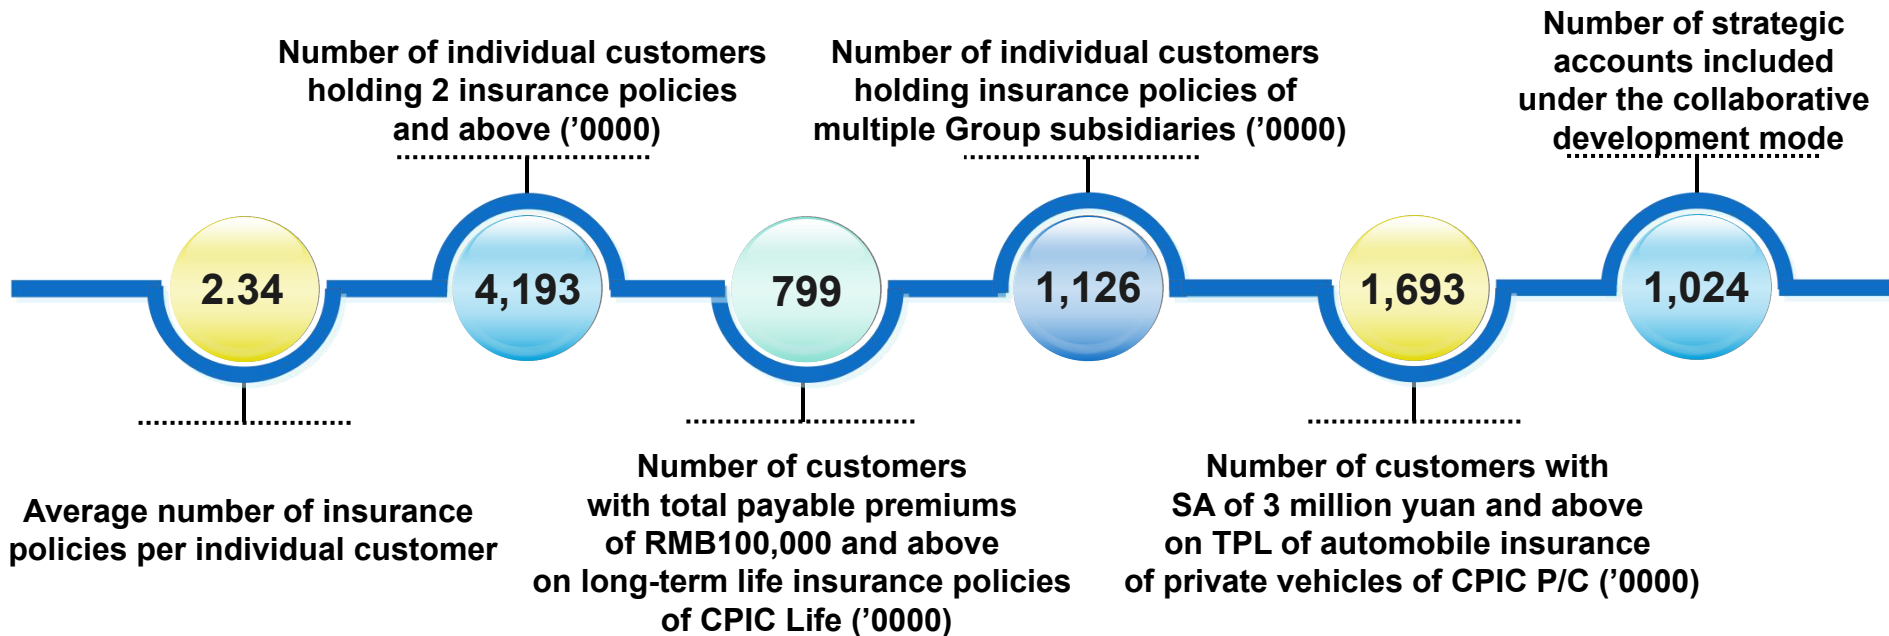 Number of individual customers
holding 2 insurance policies
and above (’0000)
Number of individual customers
holding insurance policies of
multiple Group subsidiaries (’0000)
Number of strategic
accounts included
under the collaborative
development mode
2.34
4,193
799
1,126
1,693
1,024
Average number of insurance
policies per individual customer
Number of customers
with total payable premiums
of RMB100,000 and above
on long-term life insurance policies
of CPIC Life (’0000)
Number of customers with
SA of 3 million yuan and above
on TPL of automobile insurance
of private vehicles of CPIC P/C (’0000)